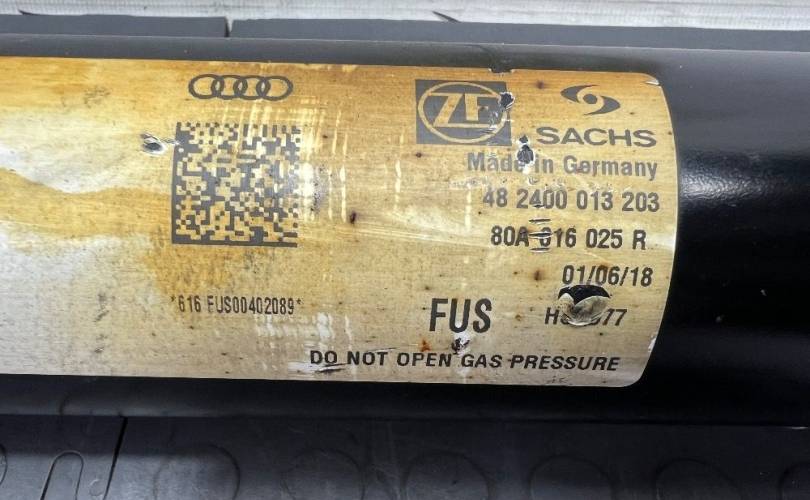 ZF
SACHS
Made in Germany
48 2400 013 203
80A 616 025 R
01/06/18
*616 FUS00402089*
FUS
DO NOT OPEN GAS PRESSURE